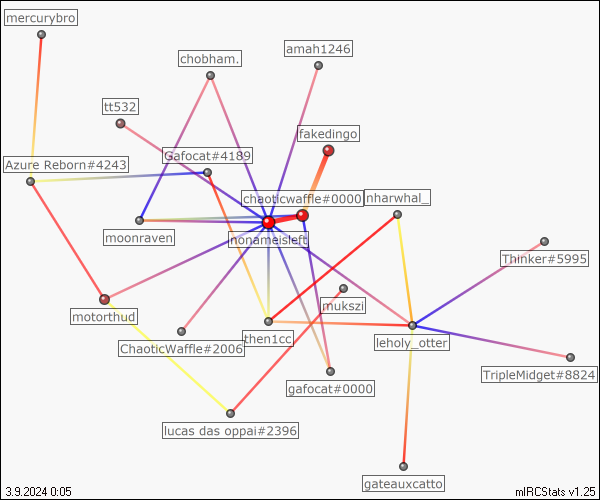 mercurybro
amah1246
chobham.
tt532
fakedingo
Gafocat#4189
Azure Reborn#4243
chaoticwaffle#0000
nharwhal_
moonraven
nonameisleft
Thinker#5995
mukszi
motorthud
then1cc
leholy_otter
ChaoticWaffle#2006
TripleMidget#8824
gafocat#0000
lucas das oppai#2396
gateauxcatto
3.9.2024 0:05
mIRCStats v1.25